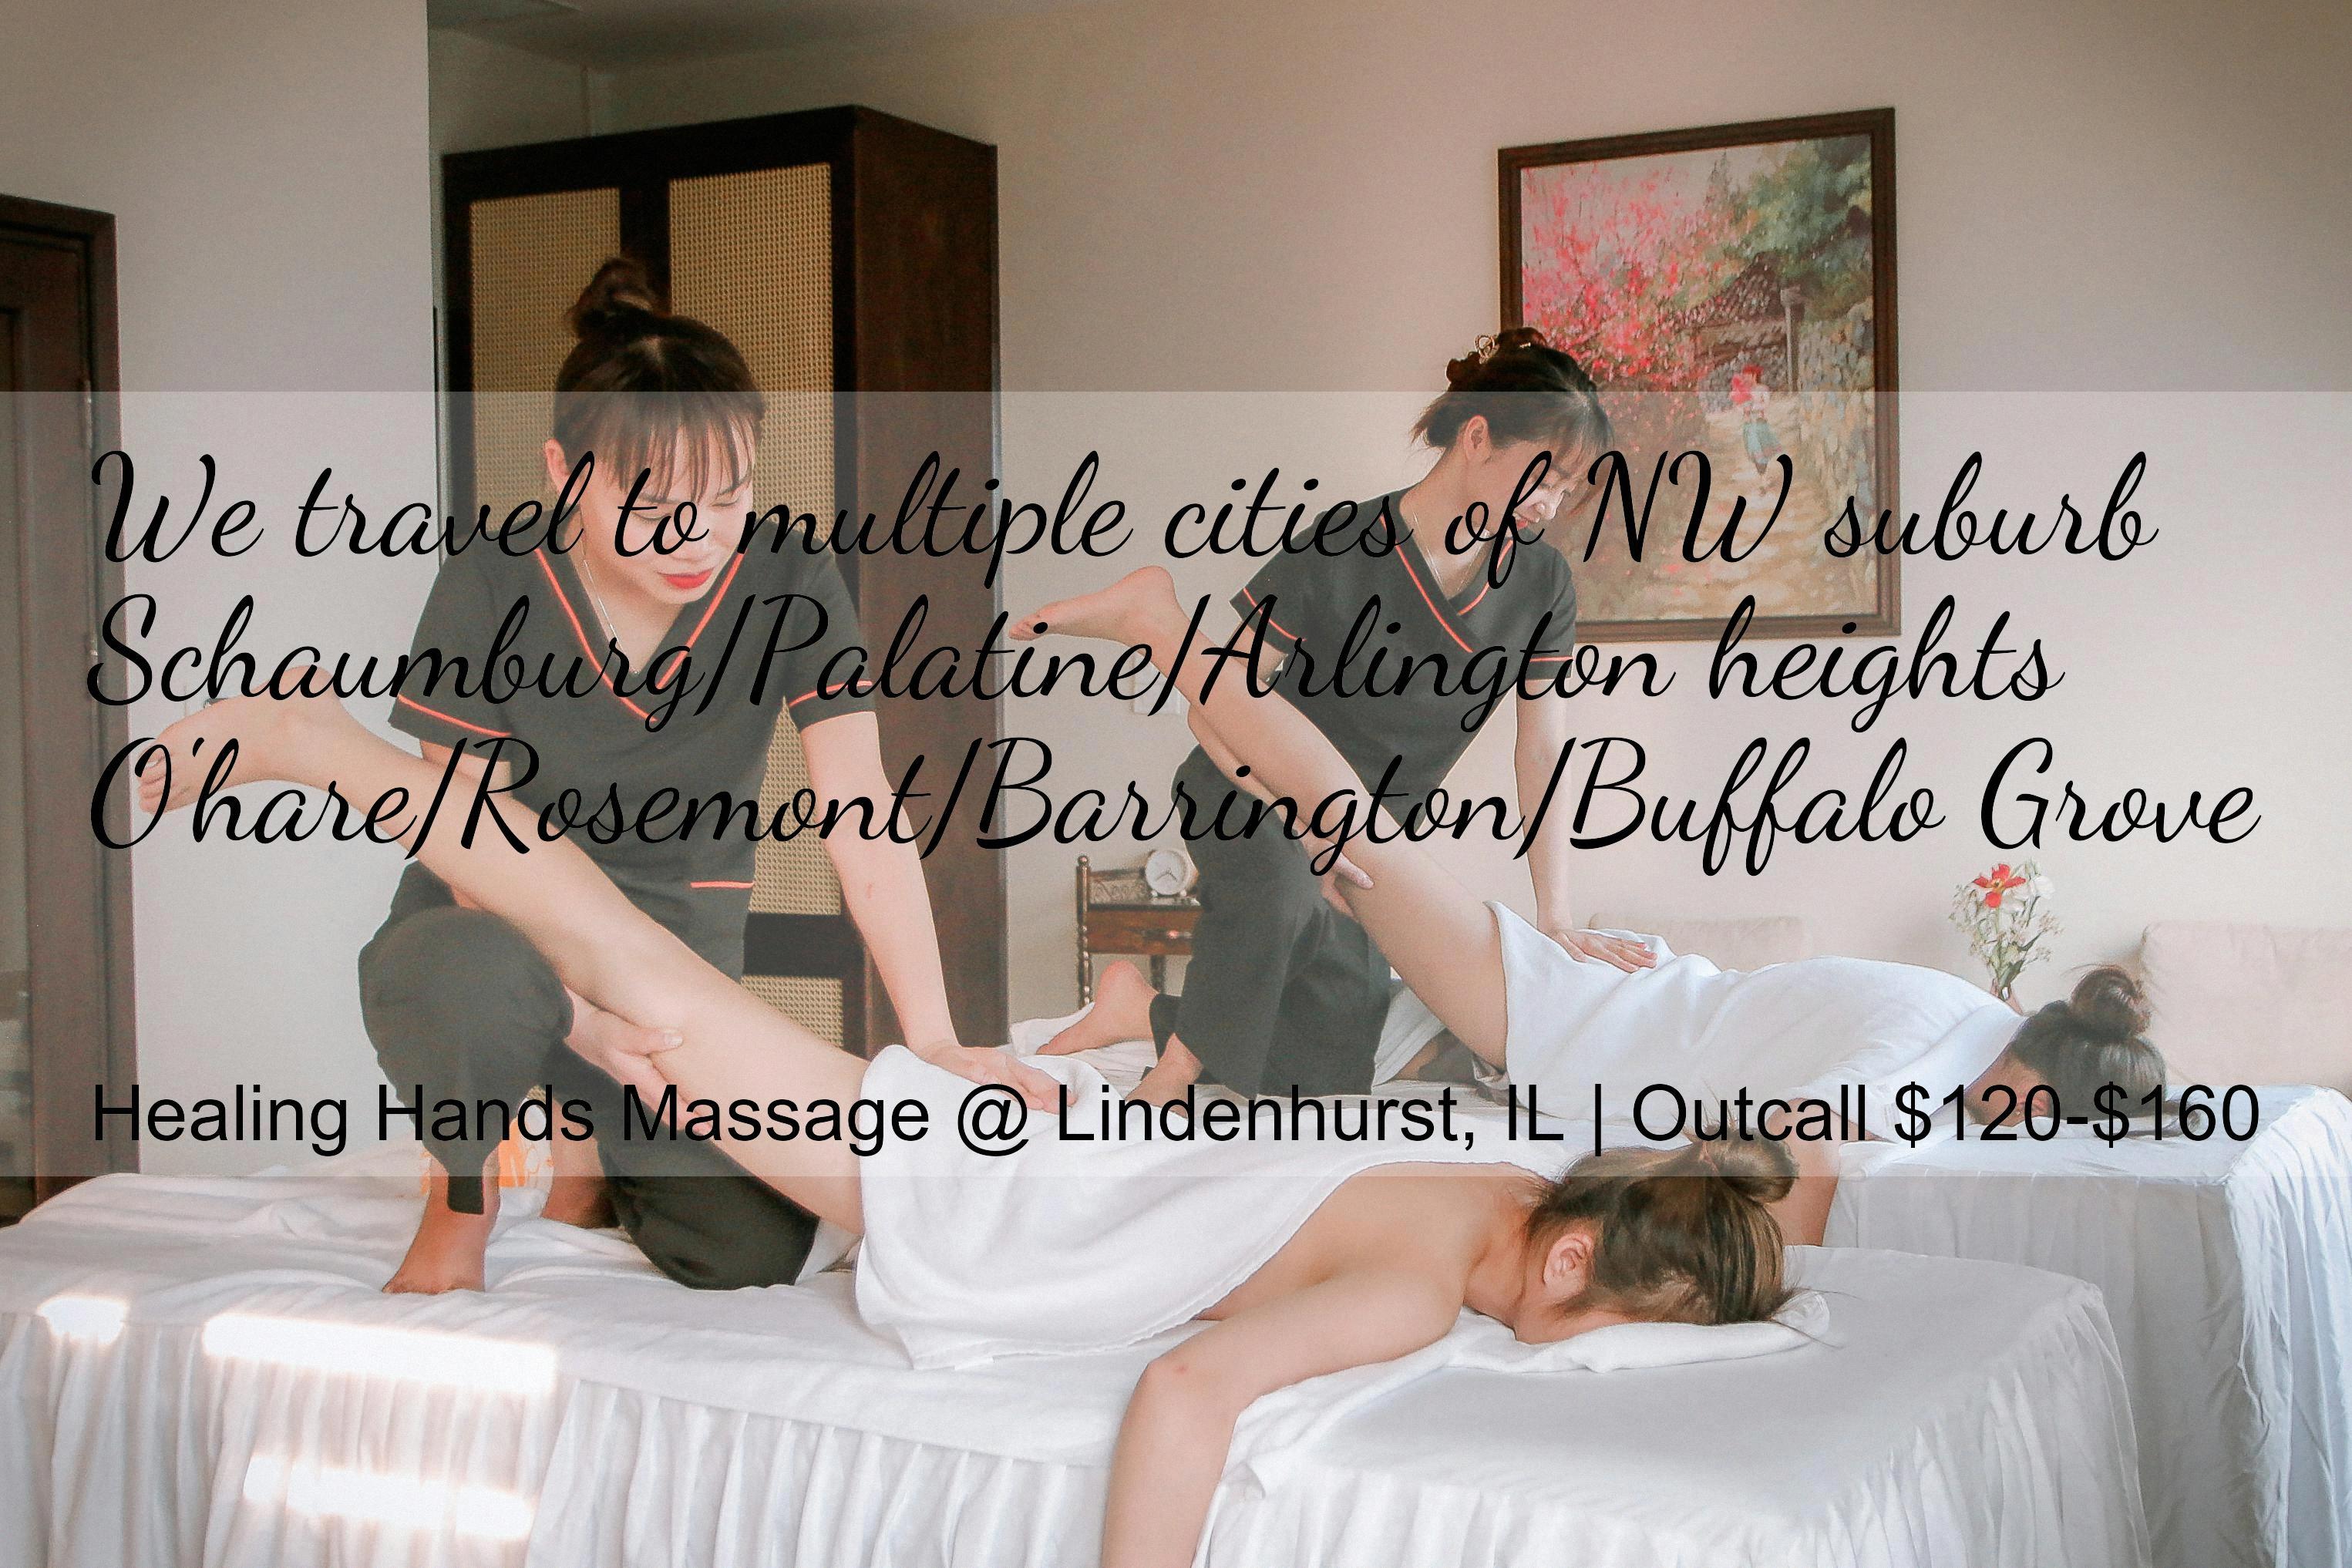 We travel to multiple cities of NW suburb
Schaumburg/Palatine/Arlington heights
O'hare/Rosemont/Barrington/Buffalo Grove
Healing Hands Massage @ Lindenhurst, IL | Outcall $120-$160